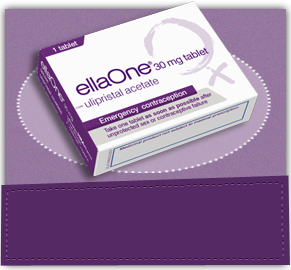 1 tablet
ellaOne® 30 mg tablet
ulipristal acetate
Emergency contraception
Take one tablet as soon as possible after
unprotected sex or contraceptive failure